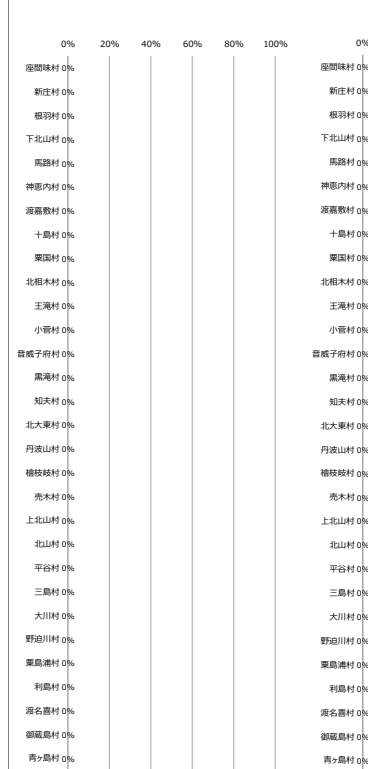 0% 20% 40% 60% 80% 100% 0%
座間味村 0% 座間味村 0%
新庄村 0% 新庄村 0%
根羽村 0% 根羽村 0%
下北山村 0% 下北山村 0%
馬路村 0% 馬路村 0%
神恵内村 0% 神恵内村 0%
渡嘉敷村 0% 渡嘉敷村 0%
十島村 0% 十島村 0%
粟国村 0% 粟国村 0%
北相木村 0% 北相木村 0%
王滝村 0% 王滝村 0%
小菅村 0% 小菅村 0%
音威子府村 0% 音威子府村 0%
黒滝村 0% 黒滝村 0%
知夫村 0% 知夫村 0%
北大東村 0% 北大東村 0%
丹波山村 0% 丹波山村 0%
檜枝岐村 0% 檜枝岐村 0%
売木村 0% 売木村 0%
上北山村 0% 上北山村 0%
北山村 0% 北山村 0%
平谷村 0% 平谷村 0%
三島村 0% 三島村 0%
大川村 0% 大川村 0%
野迫川村 0% 野迫川村 0%
粟島浦村 0% 粟島浦村 0%
利島村 0% 利島村 0%
渡名喜村 0% 渡名喜村 0%
御蔵島村 0% 御蔵島村 0%
青ヶ島村 0% 青ヶ島村 0%